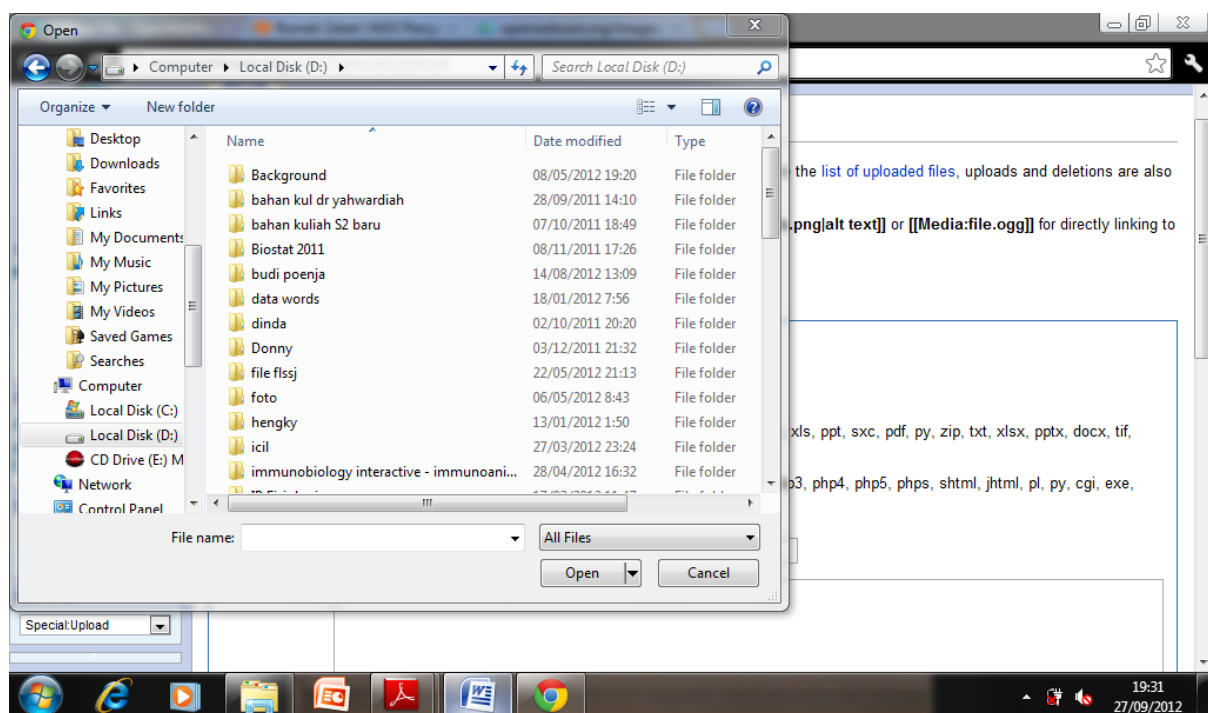 Open
Computer ▸ Local Disk (D:) ▸
Search Local Disk (D:)
Organize
New folder
Desktop
Downloads
Favorites
Links
My Documents
My Music
My Pictures
My Videos
Saved Games
Searches
Computer
Local Disk (C:)
Local Disk (D:)
CD Drive (E:) M
Network
Control Panel
Name Date modified Type
Background 08/05/2012 19:20 File folder
bahan kul dr yahwardiah 28/09/2011 14:10 File folder
bahan kuliah S2 baru 07/10/2011 18:49 File folder
Biostat 2011 08/11/2011 17:26 File folder
budi poenja 14/08/2012 13:09 File folder
data words 18/01/2012 7:56 File folder
dinda 02/10/2011 20:20 File folder
Donny 03/12/2011 21:32 File folder
file flssj 22/05/2012 21:13 File folder
foto 06/05/2012 8:43 File folder
hengky 13/01/2012 1:50 File folder
icil 27/03/2012 23:24 File folder
immunobiology interactive - immunoani... 28/04/2012 16:32 File folder
File name:
All Files
Open
Cancel
the list of uploaded files, uploads and deletions are also
.png|alt text]] or [[Media:file.ogg]] for directly linking to
xls, ppt, sxc, pdf, py, zip, txt, xlsx, pptx, docx, tif,
p3, php4, php5, phps, shtml, jhtml, pl, py, cgi, exe,
Special:Upload
19:31
27/09/2012